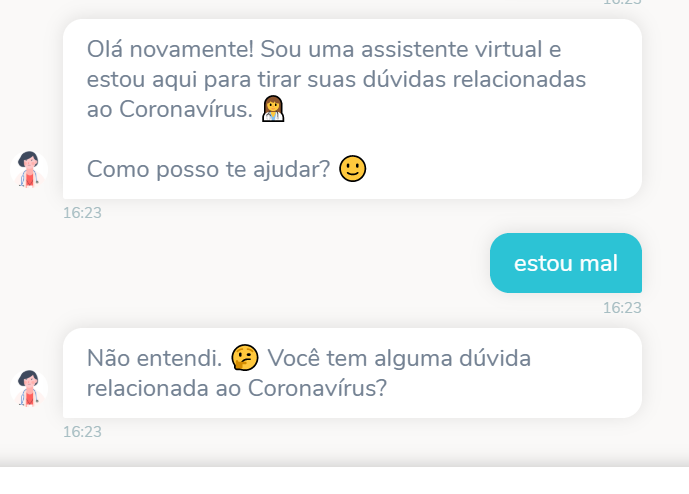 16:23
Olá novamente! Sou uma assistente virtual e
estou aqui para tirar suas dúvidas relacionadas
ao Coronavírus.
Como posso te ajudar?
16:23
estou mal
16:23
Não entendi. Você tem alguma dúvida
relacionada ao Coronavírus?
16:23